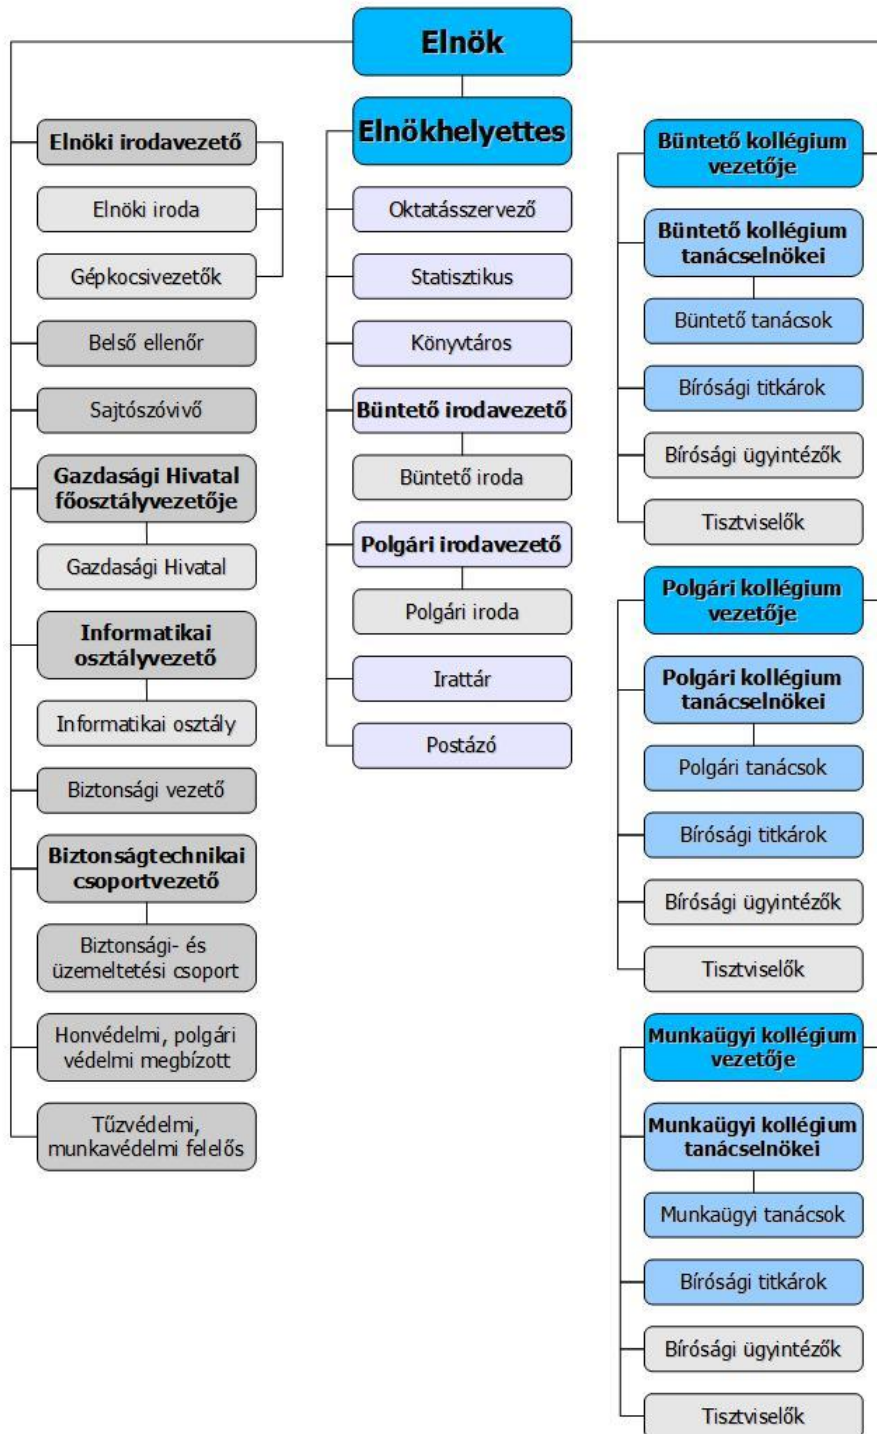 Elnök
Elnöki irodavezető
Elnöki iroda
Gépkocsivezetők
Belső ellenőr
Sajtószóvivő
Gazdasági Hivatal
főosztályvezetője
Gazdasági Hivatal
Informatikai
osztályvezető
Informatikai osztály
Biztonsági vezető
Biztonságtechnikai
csoportvezető
Biztonsági- és
üzemeltetési csoport
Honvédelmi, polgári
védelmi megbízott
Tűzvédelmi,
munkavédelmi felelős
Elnökhelyettes
Oktatásszervező
Statisztikus
Könyvtáros
Büntető irodavezető
Büntető iroda
Polgári irodavezető
Polgári iroda
Irattár
Postázó
Büntető kollégium
vezetője
Büntető kollégium
tanácselnökei
Büntető tanácsok
Bírósági titkárok
Bírósági ügyintézők
Tisztviselők
Polgári kollégium
vezetője
Polgári kollégium
tanácselnökei
Polgári tanácsok
Bírósági titkárok
Bírósági ügyintézők
Tisztviselők
Munkaügyi kollégium
vezetője
Munkaügyi kollégium
tanácselnökei
Munkaügyi tanácsok
Bírósági titkárok
Bírósági ügyintézők
Tisztviselők